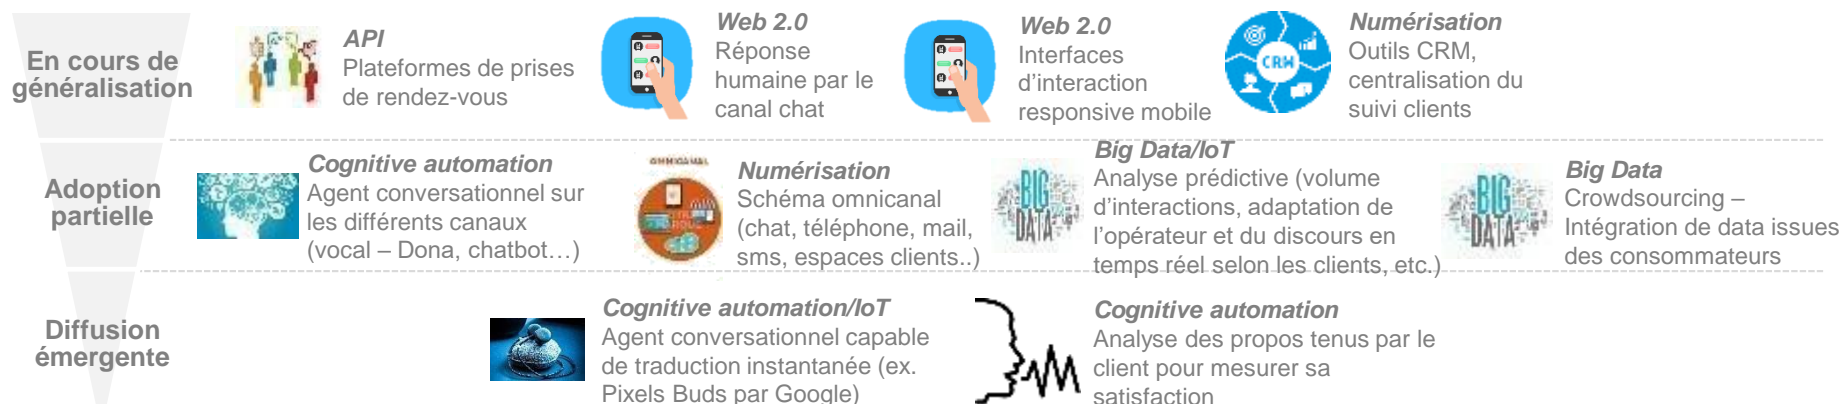 En cours de
généralisation
API
Plateformes de prises
de rendez-vous
Web 2.0
Réponse
humaine par le
canal chat
Web 2.0
Interfaces
d’interaction
responsive mobile
CRM
Numérisation
Outils CRM,
centralisation du
suivi clients
Adoption
partielle
Cognitive automation
Agent conversationnel sur
les différents canaux
(vocal – Dona, chatbot…)
OMNICANAL
Numérisation
Schéma omnicanal
(chat, téléphone, mail,
sms, espaces clients..)
BIG
DATA
Big Data/IoT
Analyse prédictive (volume
d’interactions, adaptation de
l’opérateur et du discours en
temps réel selon les clients, etc.)
BIG
DATA
Big Data
Crowdsourcing –
Intégration de data issues
des consommateurs
Diffusion
émergente
Cognitive automation/IoT
Agent conversationnel capable
de traduction instantanée (ex.
Pixels Buds par Google)
Cognitive automation
Analyse des propos tenus par le
client pour mesurer sa
satisfaction